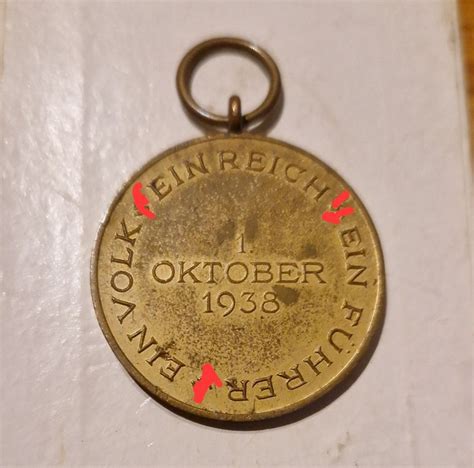 EIN VOLK EIN REICH EIN FÜHRER
1.
OKTOBER
1938